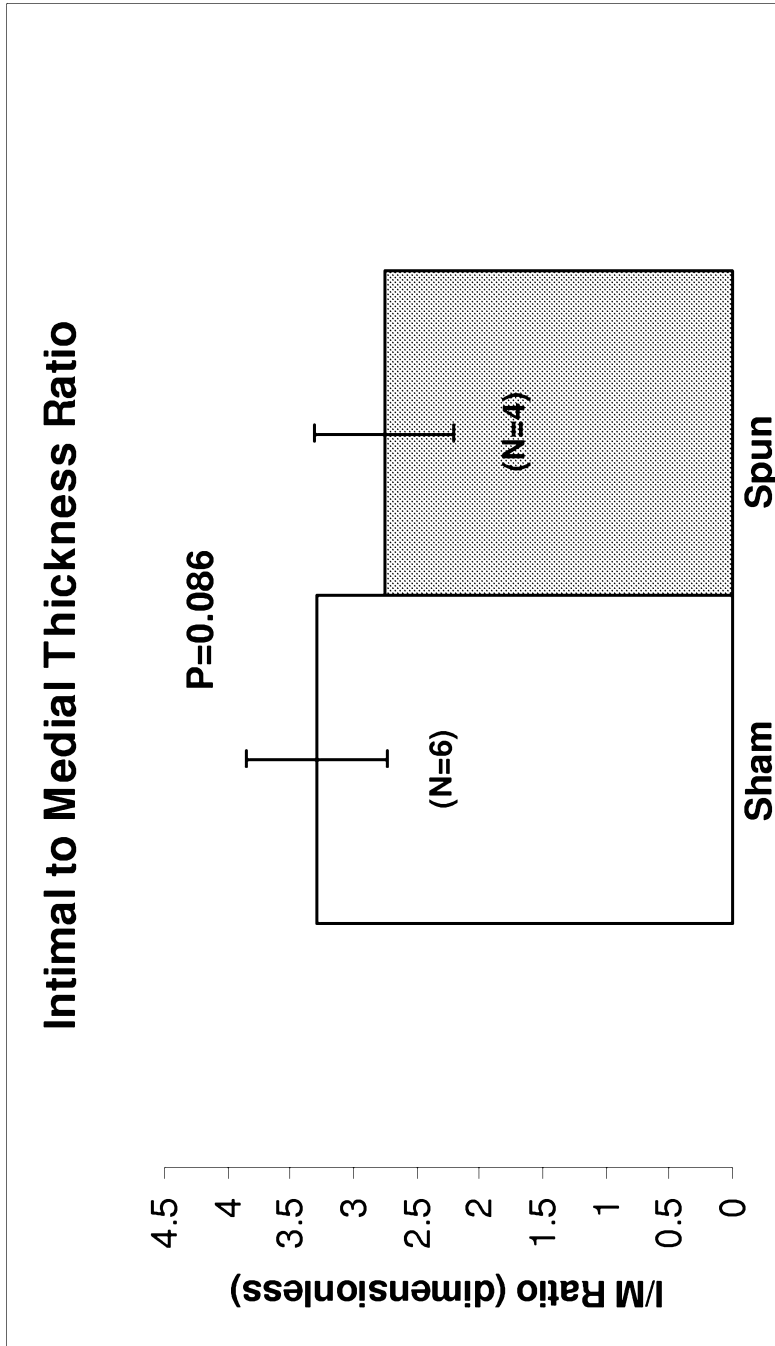 Intimal to Medial Thickness Ratio
P=0.086
4.5
4
3.5
3
2.5
2
1.5
1
0.5
0
I/M Ratio (dimensionless)
(N=6)
(N=4)
Sham
Spun